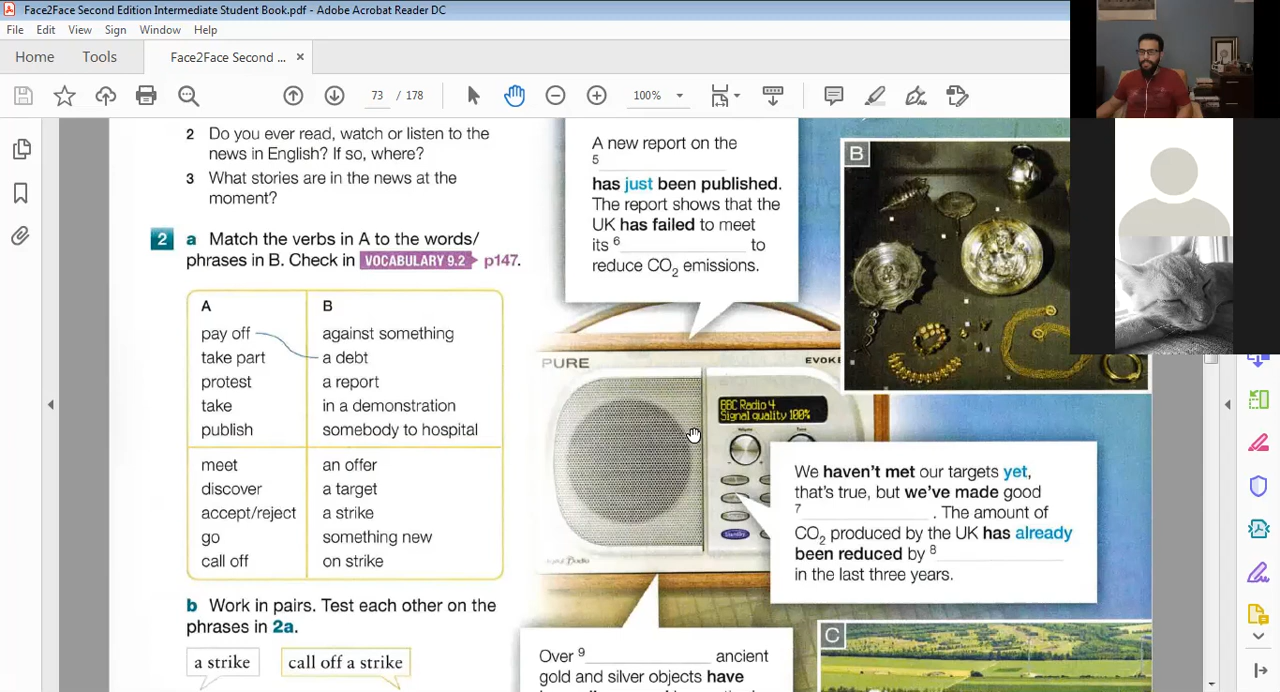 Face2Face Second Edition Intermediate Student Book.pdf - Adobe Acrobat Reader DC
File Edit View Sign Window Help
Home Tools Face2Face Second ... ×
73 / 178 100%
2 Do you ever read, watch or listen to the
news in English? If so, where?
3 What stories are in the news at the
moment?
2 a Match the verbs in A to the words/
phrases in B. Check in VOCABULARY 9.2 p147.
A B
pay off against something
take part a debt
protest a report
take in a demonstration
publish somebody to hospital
meet an offer
discover a target
accept/reject a strike
go something new
call off on strike
b Work in pairs. Test each other on the
phrases in 2a.
a strike call off a strike
A new report on the
5
has just been published.
The report shows that the
UK has failed to meet
its 6 to
reduce CO2 emissions.
B
PURE EVOKE
BBC Radio 4
Signal quality 100%
Volume
Standby
We haven't met our targets yet,
that's true, but we've made good
7 . The amount of
CO2 produced by the UK has already
been reduced by 8
in the last three years.
Over 9 ancient
gold and silver objects have
C